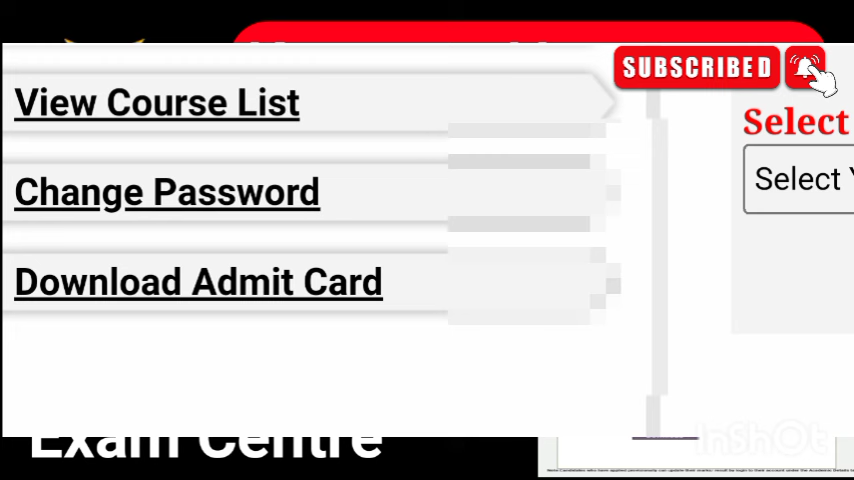 SUBSCRIBED
View Course List
Select
Select
Change Password
Download Admit Card
Exam Centre
InShOt